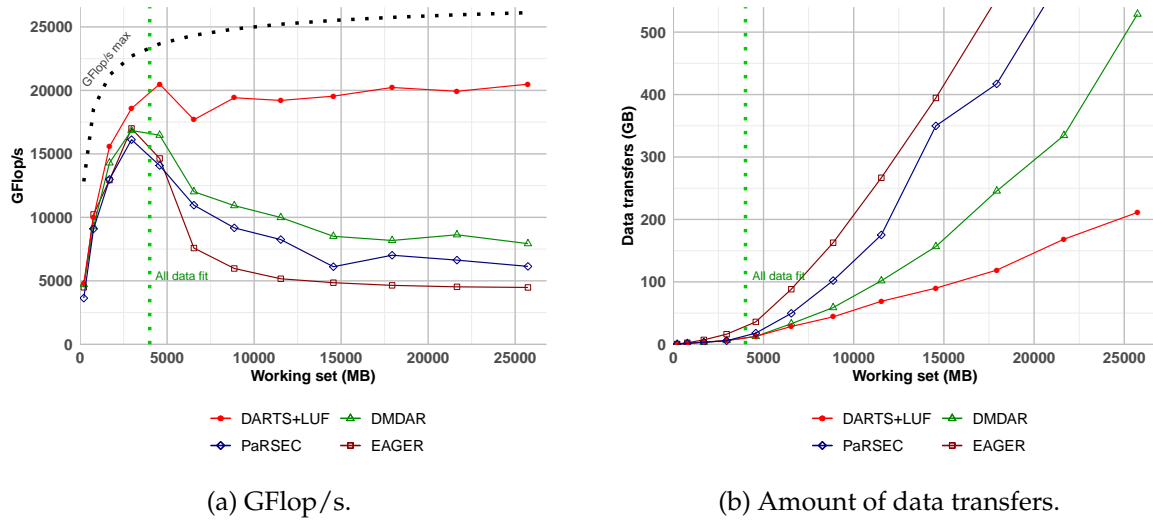 25000
20000
15000
10000
5000
0
GFlop/s
GFlop/s max
All data fit
0 5000 10000 15000 20000 25000
Working set (MB)
DARTS+LUF DMDAR
PaRSEC EAGER
(a) GFlop/s.
500
400
300
200
100
0
Data transfers (GB)
All data fit
0 5000 10000 15000 20000 25000
Working set (MB)
DARTS+LUF DMDAR
PaRSEC EAGER
(b) Amount of data transfers.